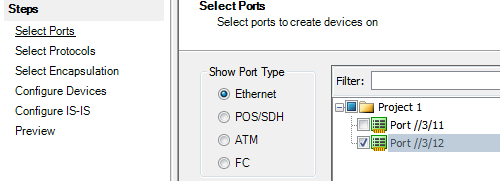 Steps
Select Ports
Select Protocols
Select Encapsulation
Configure Devices
Configure IS-IS
Preview
Select Ports
Select ports to create devices on
Show Port Type
Ethernet
POS/SDH
ATM
FC
Filter:
Project 1
Port //3/11
Port //3/12